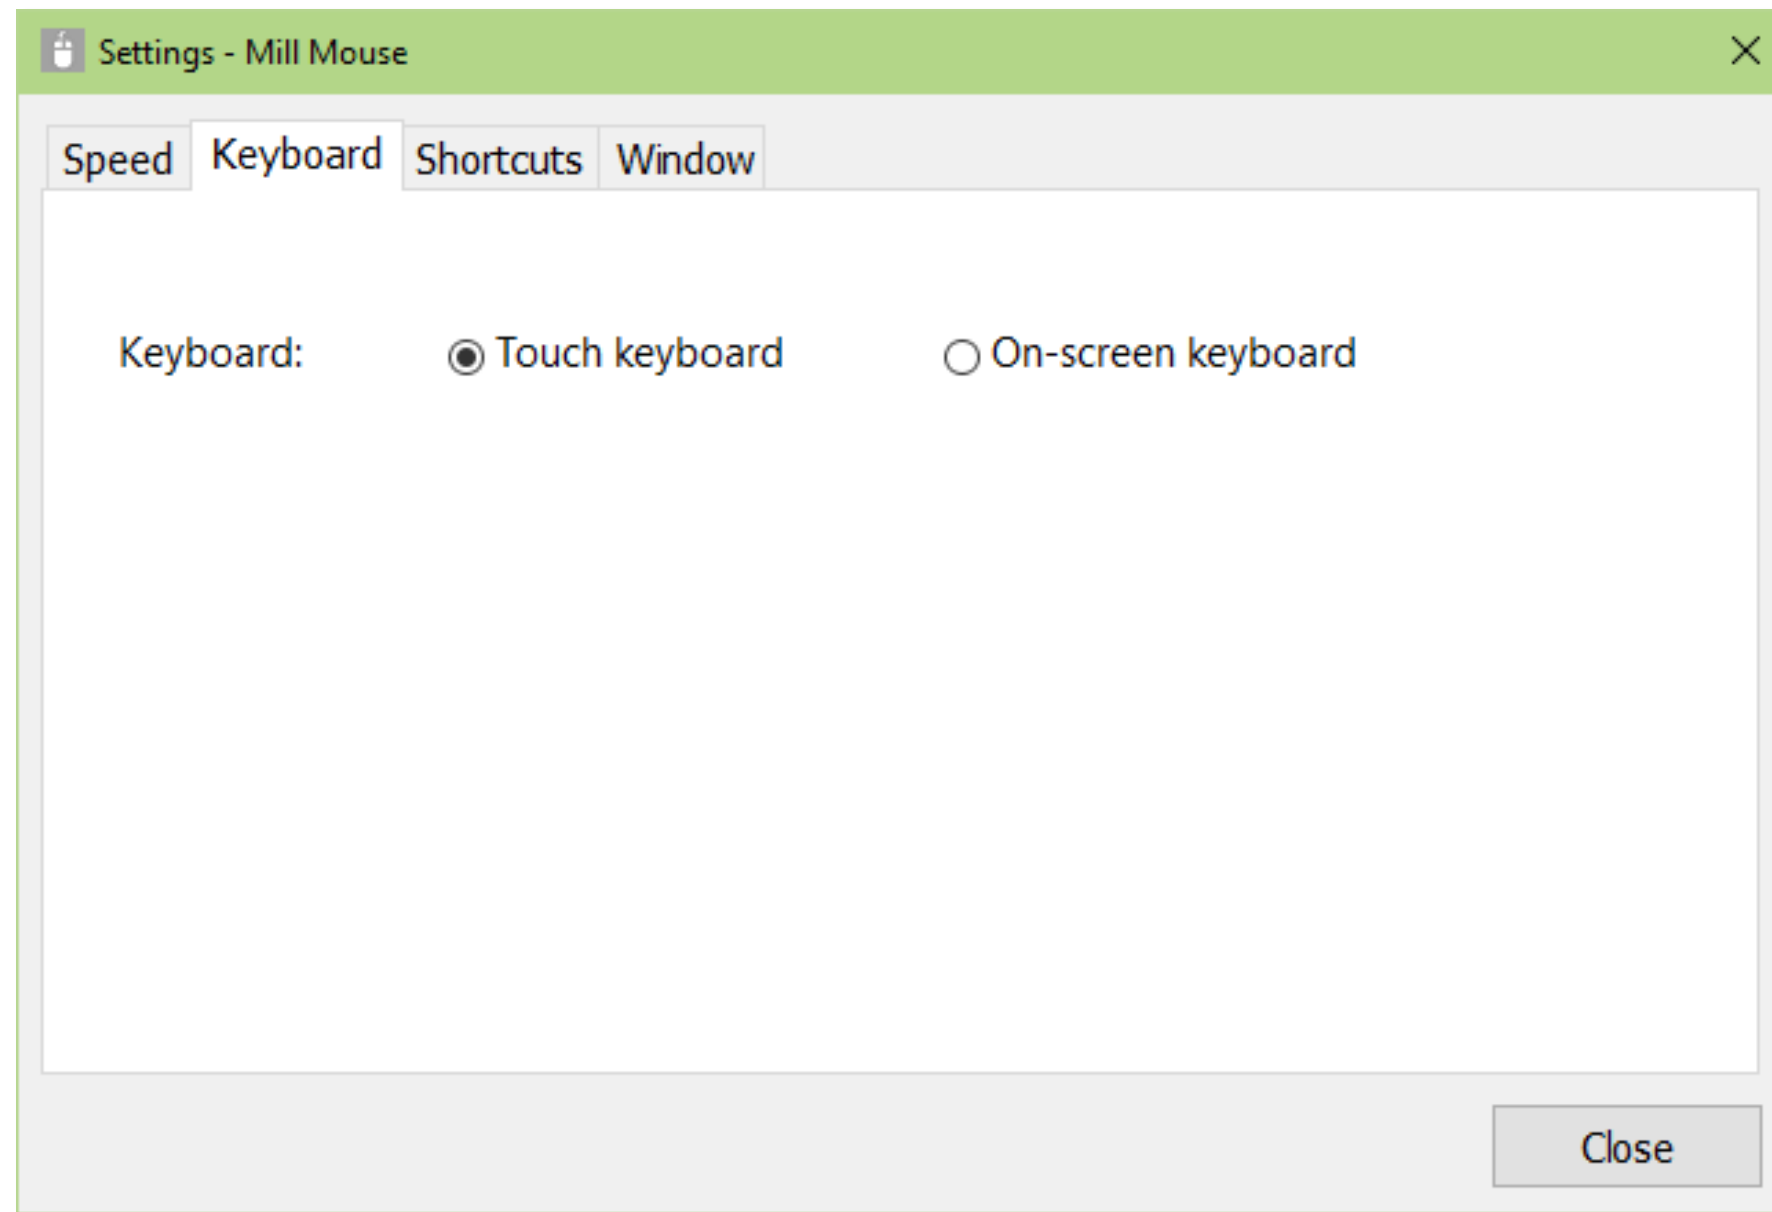 Settings - Mill Mouse
Speed Keyboard Shortcuts Window
Keyboard: Touch keyboard On-screen keyboard
Close